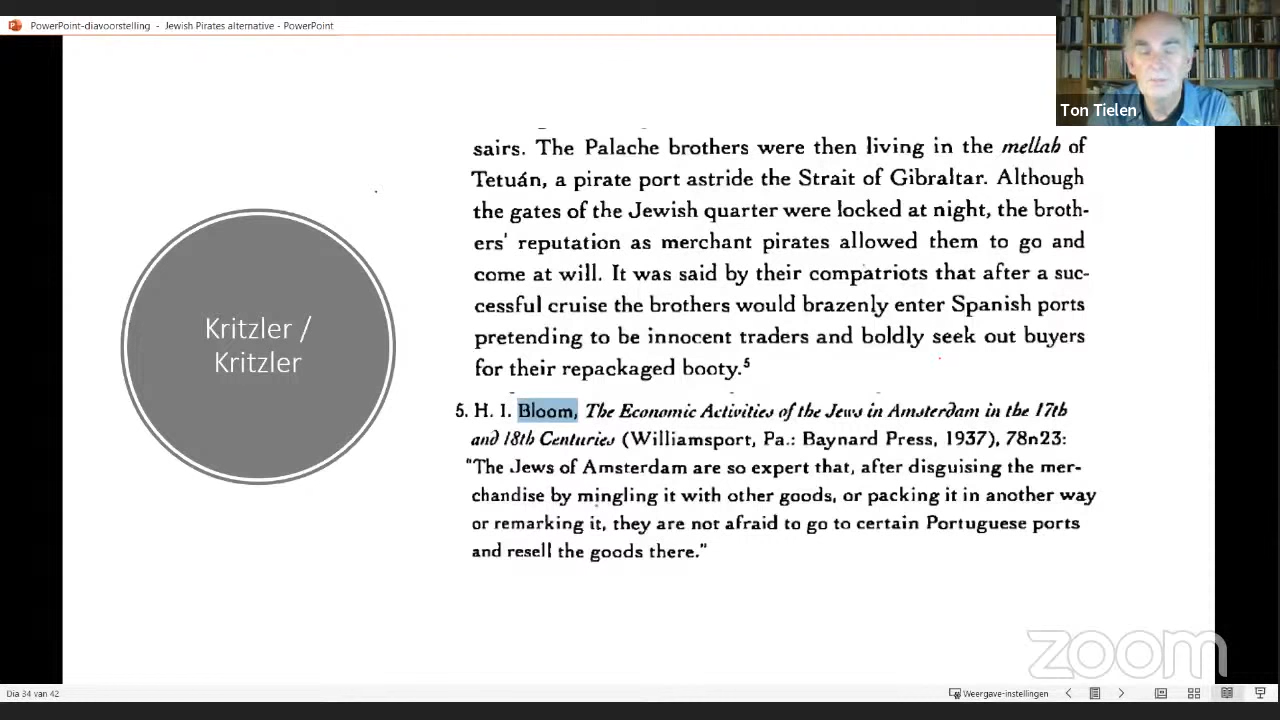 PowerPoint-diavoorstelling - Jewish Pirates alternative - PowerPoint
Ton Tielen
Kritzler /
Kritzler
sairs. The Palache brothers were then living in the mellah of
Tetuán, a pirate port astride the Strait of Gibraltar. Although
the gates of the Jewish quarter were locked at night, the broth-
ers' reputation as merchant pirates allowed them to go and
come at will. It was said by their compatriots that after a suc-
cessful cruise the brothers would brazenly enter Spanish ports
pretending to be innocent traders and boldly seek out buyers
for their repackaged booty.5
5. H. I. Bloom, The Economic Activities of the Jews in Amsterdam in the 17th
and 18th Centuries (Williamsport, Pa.: Baynard Press, 1937), 78n23:
"The Jews of Amsterdam are so expert that, after disguising the mer-
chandise by mingling it with other goods, or packing it in another way
or remarking it, they are not afraid to go to certain Portuguese ports
and resell the goods there."
zoom
Dia 34 van 42
Weergave-instellingen